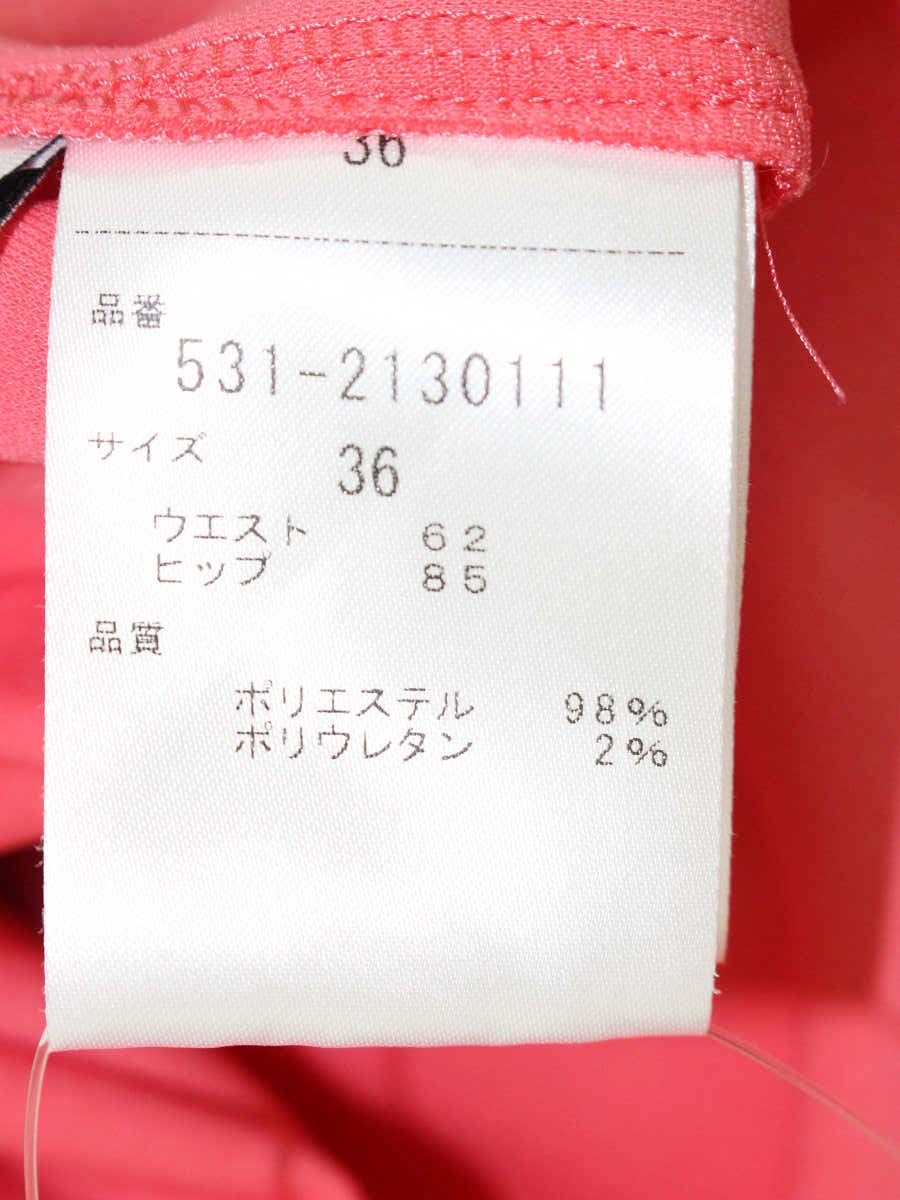 36
品番
531-2130111
サイズ 36
ウエスト 62
ヒップ 85
品質
ポリエステル 98%
ポリウレタン 2%